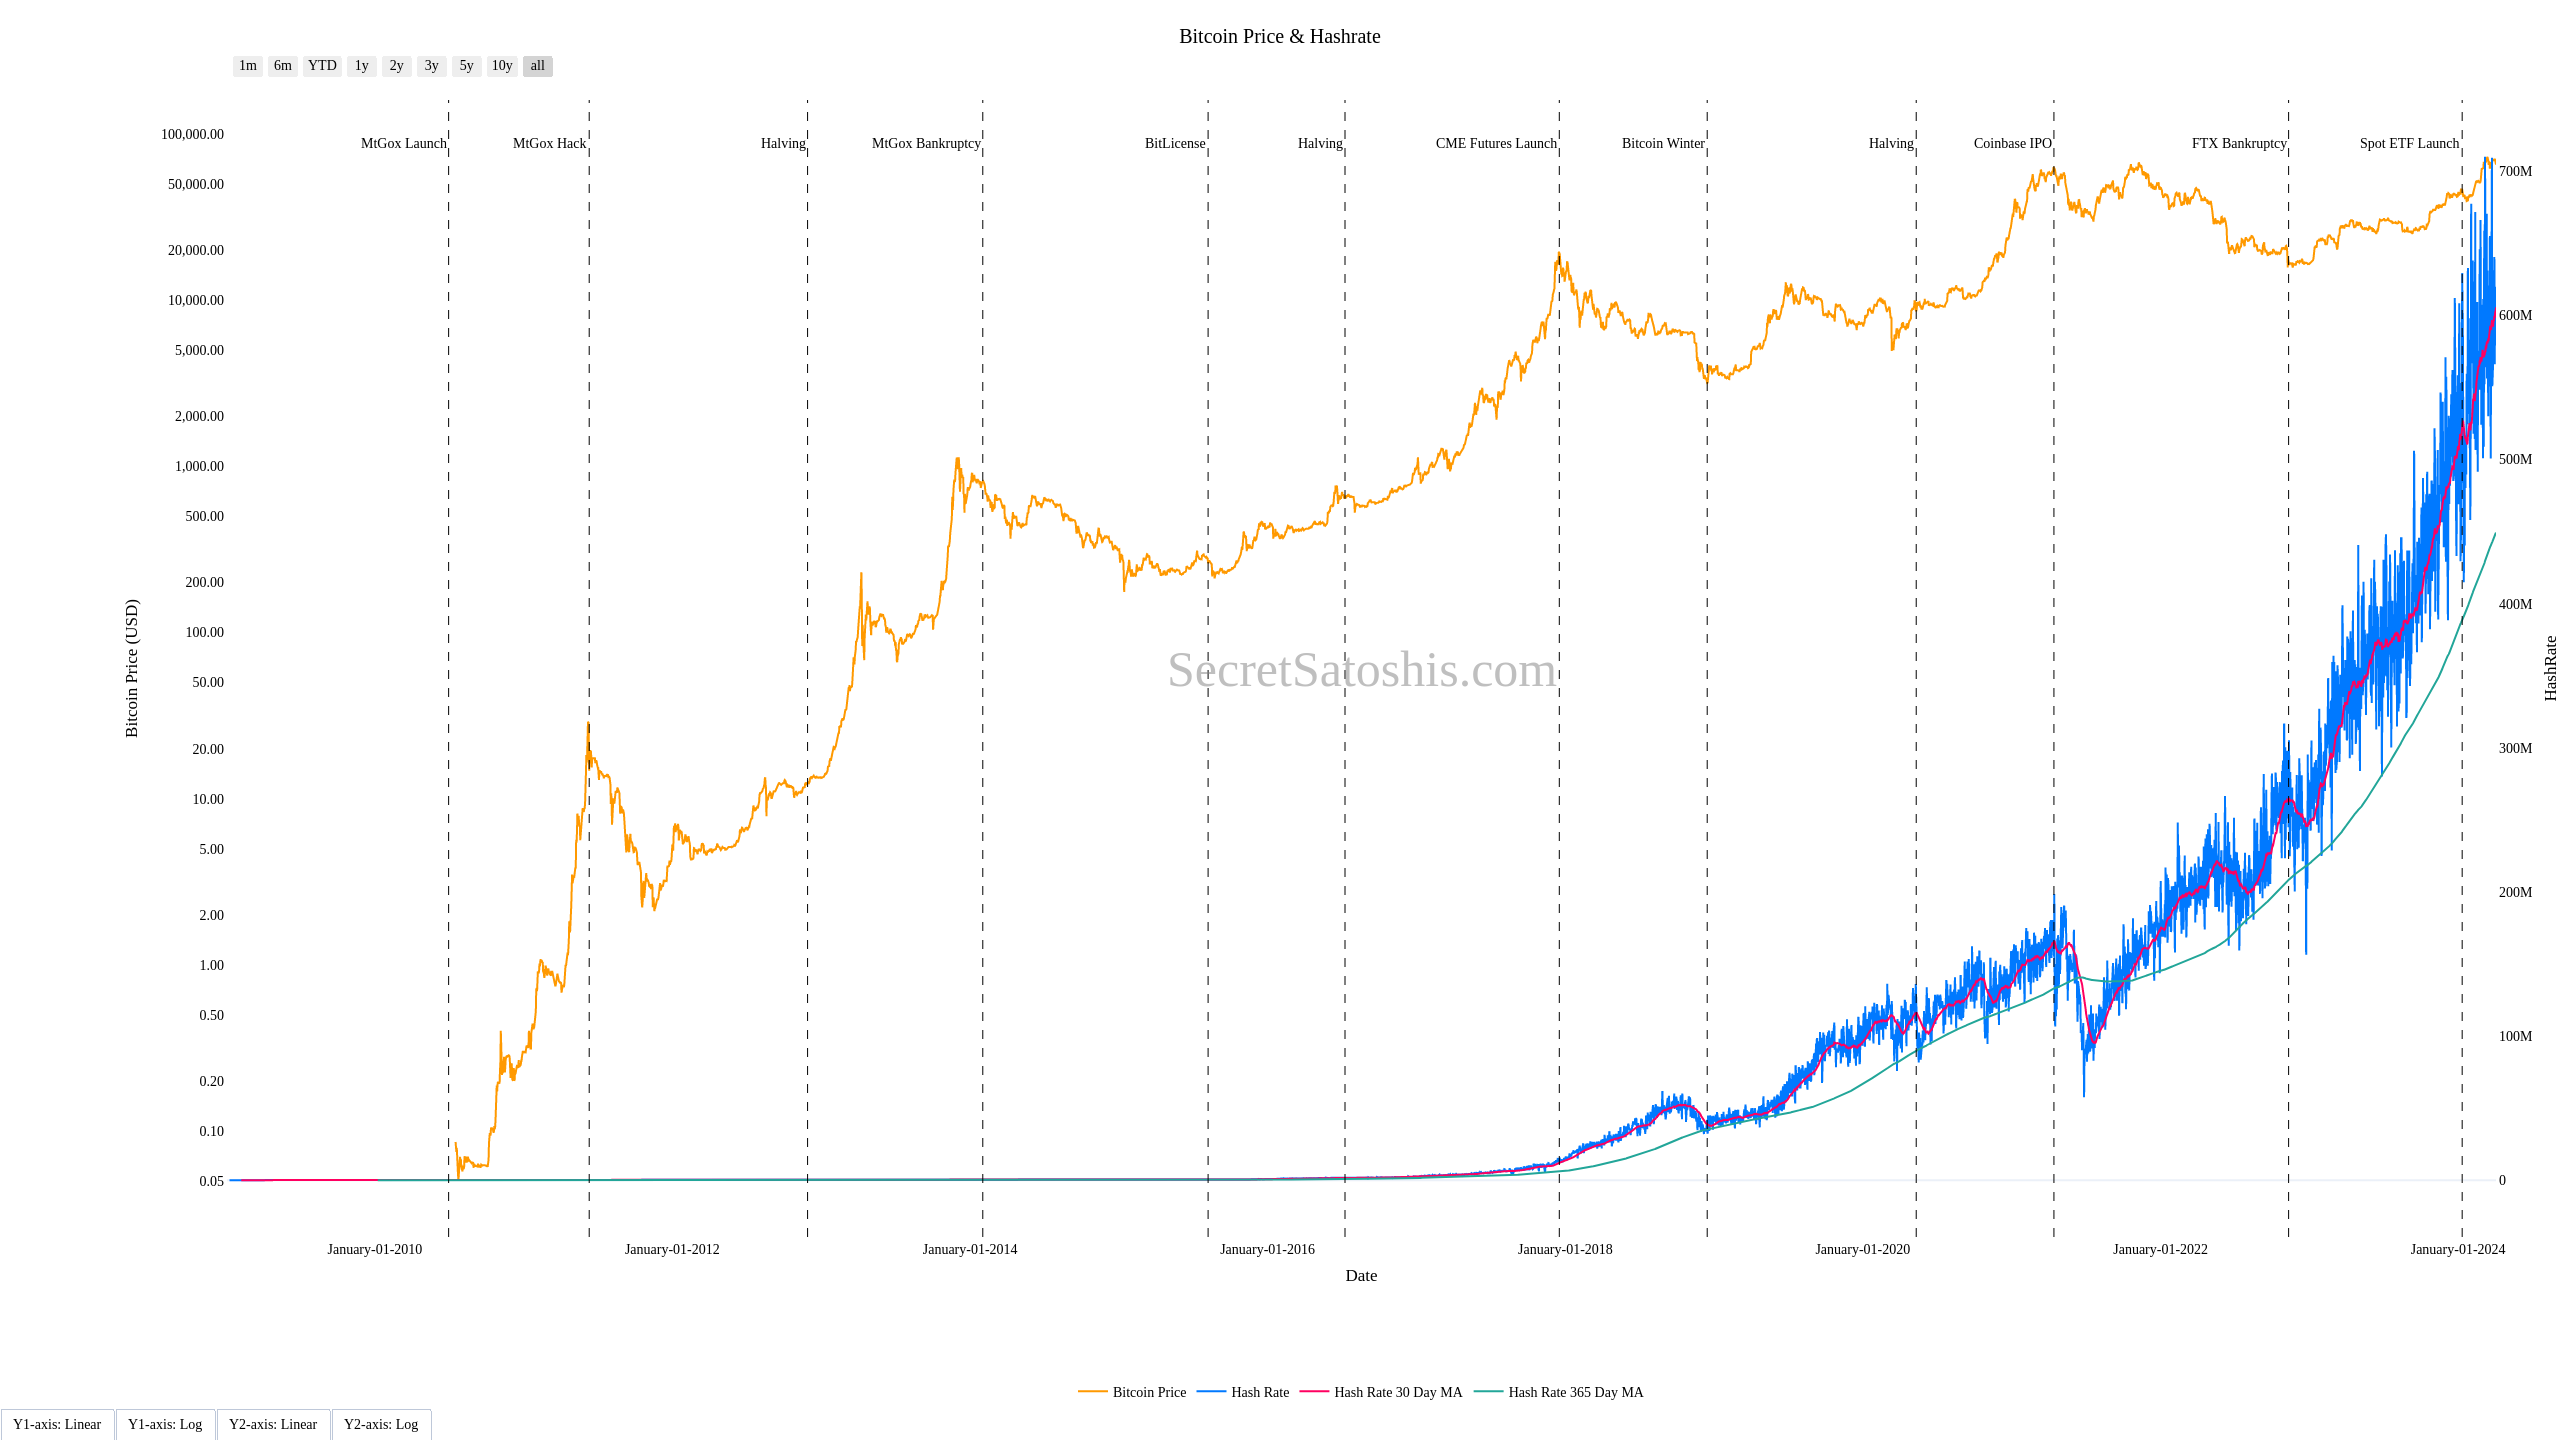 Bitcoin Price & Hashrate
1m 6m YTD 1y 2y 3y 5y 10y all
MtGox Launch MtGox Hack Halving MtGox Bankruptcy BitLicense Halving CME Futures Launch Bitcoin Winter Halving Coinbase IPO FTX Bankruptcy Spot ETF Launch
100,000.00
50,000.00
20,000.00
10,000.00
5,000.00
2,000.00
1,000.00
500.00
200.00
100.00
50.00
20.00
10.00
5.00
2.00
1.00
0.50
0.20
0.10
0.05
Bitcoin Price (USD)
SecretSatoshis.com
700M
600M
500M
400M
300M
200M
100M
0
HashRate
January-01-2010 January-01-2012 January-01-2014 January-01-2016 January-01-2018 January-01-2020 January-01-2022 January-01-2024
Date
Bitcoin Price Hash Rate Hash Rate 30 Day MA Hash Rate 365 Day MA
Y1-axis: Linear Y1-axis: Log Y2-axis: Linear Y2-axis: Log